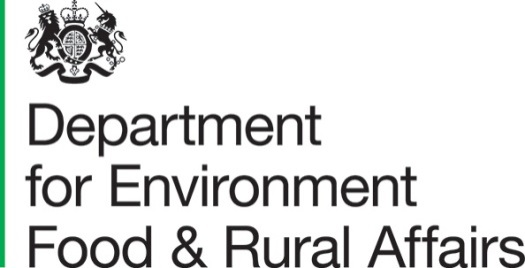 Department
for Environment
Food & Rural Affairs